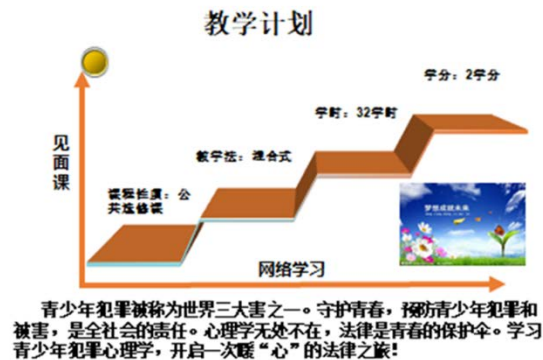 教学计划
学分：2学分
学时：32学时
教学法：混合式
课程性质：公
共选修课
见面课
网络学习
梦想成就未来
青少年犯罪被称为世界三大害之一。守护青春，预防青少年犯罪和
被害，是全社会的责任。心理学无处不在，法律是青春的保护伞。学习
青少年犯罪心理学，开启一次暖“心”的法律之旅！